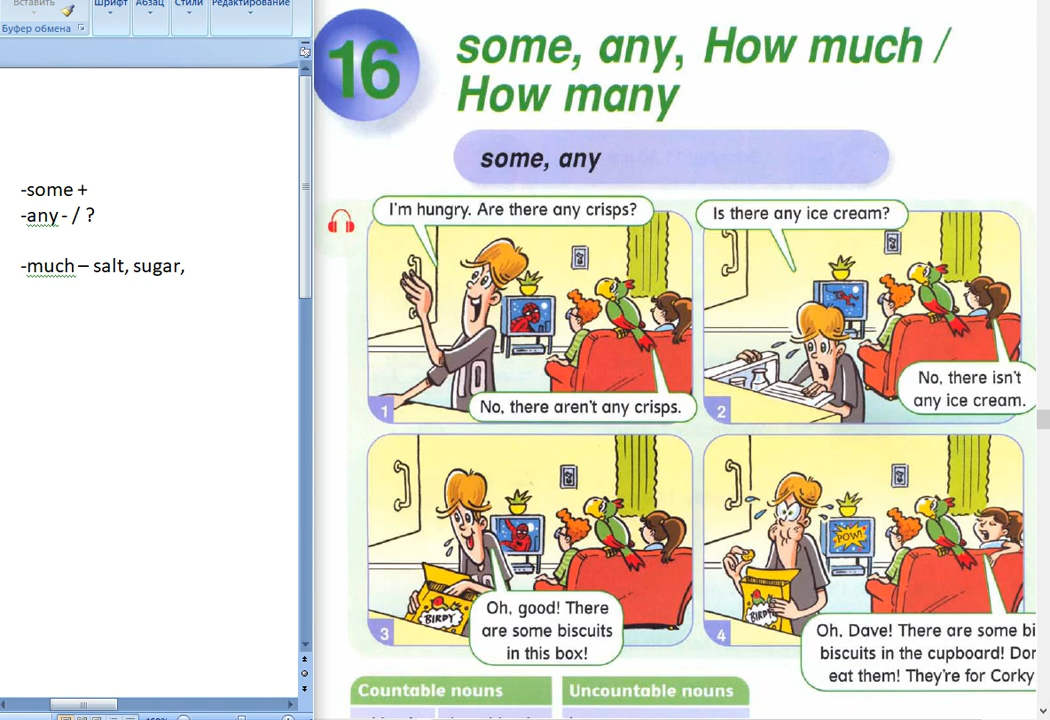 Вставить
Шрифт Абзац Стили Редактирование
Буфер обмена
-some +
-any - / ?
-much – salt, sugar,
16
some, any, How much /
How many
some, any
I'm hungry. Are there any crisps?
No, there aren't any crisps.
1
Is there any ice cream?
No, there isn't
any ice cream.
2
Oh, good! There
are some biscuits
in this box!
BIRDY
3
POW!
BIRDY
Oh, Dave! There are some bi
biscuits in the cupboard! Don
eat them! They're for Corky
4
Countable nouns
Uncountable nouns